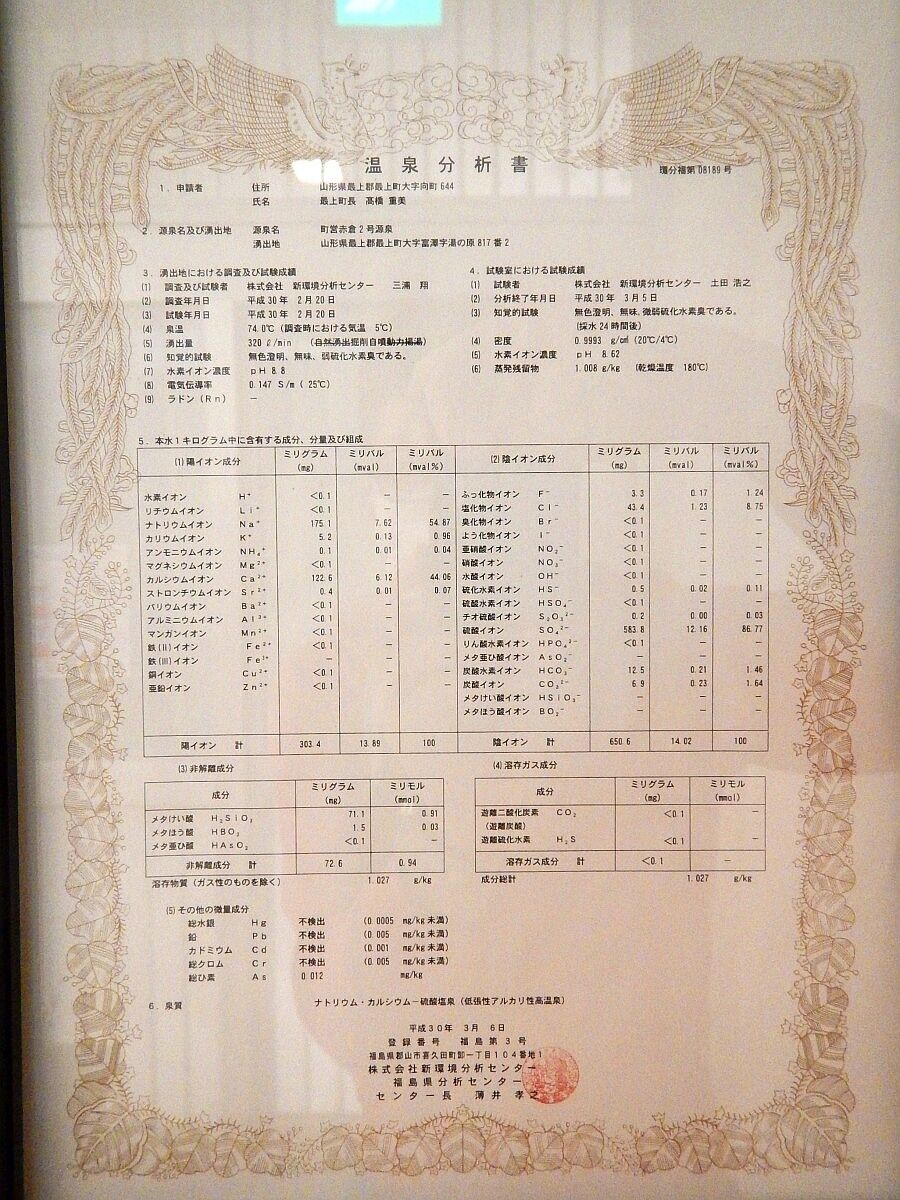 温泉分析書
環分福第08189号
1．申請者 住所 山形県最上郡最上町大字向町644
氏名 最上町長 髙橋 重美
2．源泉名及び湧出地 源泉名 町営赤倉2号源泉
湧出地 山形県最上郡最上町大字富澤字湯の原817番2
3．湧出地における調査及び試験成績
(1) 調査及び試験者 株式会社 新環境分析センター 三浦 翔
(2) 調査年月日 平成30年 2月20日
(3) 試験年月日 平成30年 2月20日
(4) 泉温 74.0℃(調査時における気温 5℃)
(5) 湧出量 320 ℓ/min (自然湧出掘削自噴動力揚湯)
(6) 知覚的試験 無色澄明、無味、弱硫化水素臭である。
(7) 水素イオン濃度 pH 8.8
(8) 電気伝導率 0.147 S/m ( 25℃)
(9) ラドン(Rn) －
4．試験室における試験成績
(1) 試験者 株式会社 新環境分析センター 土田 浩之
(2) 分析終了年月日 平成30年 3月5日
(3) 知覚的試験 無色澄明、無味、微弱硫化水素臭である。
(採水24時間後)
(4) 密度 0.9993 g/cm³ (20℃/4℃)
(5) 水素イオン濃度 pH 8.62
(6) 蒸発残留物 1.008 g/kg (乾燥温度 180℃)
5．本水1キログラム中に含有する成分、分量及び組成
(1)陽イオン成分 ミリグラム(mg) ミリバル(mval) ミリバル(mval%)
水素イオン H⁺ <0.1 － －
リチウムイオン Li⁺ <0.1 － －
ナトリウムイオン Na⁺ 175.1 7.62 54.87
カリウムイオン K⁺ 5.2 0.13 0.96
アンモニウムイオン NH₄⁺ 0.1 0.01 0.04
マグネシウムイオン Mg²⁺ <0.1 － －
カルシウムイオン Ca²⁺ 122.6 6.12 44.06
ストロンチウムイオン Sr²⁺ 0.4 0.01 0.07
バリウムイオン Ba²⁺ <0.1 － －
アルミニウムイオン Al³⁺ <0.1 － －
マンガンイオン Mn²⁺ <0.1 － －
鉄(II)イオン Fe²⁺ <0.1 － －
鉄(III)イオン Fe³⁺ － － －
銅イオン Cu²⁺ <0.1 － －
亜鉛イオン Zn²⁺ <0.1 － －
陽イオン 計 303.4 13.89 100
(2)陰イオン成分 ミリグラム(mg) ミリバル(mval) ミリバル(mval%)
ふっ化物イオン F⁻ 3.3 0.17 1.24
塩化物イオン Cl⁻ 43.4 1.23 8.75
臭化物イオン Br⁻ <0.1 － －
よう化物イオン I⁻ <0.1 － －
亜硝酸イオン NO₂⁻ <0.1 － －
硝酸イオン NO₃⁻ <0.1 － －
水酸イオン OH⁻ <0.1 － －
硫化水素イオン HS⁻ 0.5 0.02 0.11
硫酸水素イオン HSO₄⁻ <0.1 － －
チオ硫酸イオン S₂O₃²⁻ 0.2 0.00 0.03
硫酸イオン SO₄²⁻ 583.8 12.16 86.77
りん酸水素イオン HPO₄²⁻ <0.1 － －
メタ亜ひ酸イオン AsO₂⁻ － － －
炭酸水素イオン HCO₃⁻ 12.5 0.21 1.46
炭酸イオン CO₃²⁻ 6.9 0.23 1.64
メタけい酸イオン HSiO₃⁻ － － －
メタほう酸イオン BO₂⁻ － － －
陰イオン 計 650.6 14.02 100
(3)非解離成分
成分 ミリグラム(mg) ミリモル(mmol)
メタけい酸 H₂SiO₃ 71.1 0.91
メタほう酸 HBO₂ 1.5 0.03
メタ亜ひ酸 HAsO₂ <0.1 －
非解離成分 計 72.6 0.94
溶存物質(ガス性のものを除く) 1.027 g/kg
(4)溶存ガス成分
成分 ミリグラム(mg) ミリモル(mmol)
遊離二酸化炭素 CO₂ <0.1 －
(遊離炭酸)
遊離硫化水素 H₂S <0.1 －
溶存ガス成分 計 <0.1 －
成分総計 1.027 g/kg
(5)その他の微量成分
総水銀 Hg 不検出 (0.0005 mg/kg未満)
鉛 Pb 不検出 (0.005 mg/kg未満)
カドミウム Cd 不検出 (0.001 mg/kg未満)
総クロム Cr 不検出 (0.005 mg/kg未満)
総ひ素 As 0.012 mg/kg
6．泉質 ナトリウム・カルシウム－硫酸塩泉(低張性アルカリ性高温泉)
平成30年 3月 6日
登録番号 福島第3号
福島県郡山市喜久田町卸一丁目104番地1
株式会社新環境分析センター
福島県分析センター
センター長 薄井 孝之